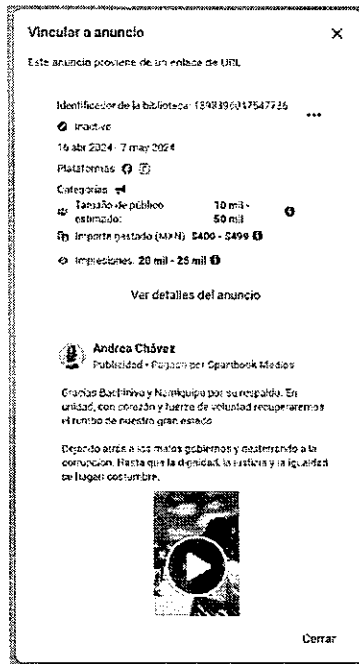 Vincular a anuncio
Este anuncio proviene de un enlace de URL
Identificador de la biblioteca:
Inactivo
16 abr 2024 - 7 may 2024
Plataformas
Categorías
Tamaño de público estimado:
10 mil - 50 mil
Importe gastado (MXN): $400 - $499
Impresiones: 20 mil - 25 mil
Ver detalles del anuncio
Andrea Chávez
Publicidad • Pagado por Spartbook Medios
Gracias Bachíniva y Namiquipa por su respaldo. En
unidad, con corazón y fuerza de voluntad recuperaremos
el rumbo de nuestro gran estado
Dejando atrás a los malos gobiernos y desterrando a la
corrupción. Hasta que la dignidad, la justicia y la igualdad
se hagan costumbre.
Cerrar